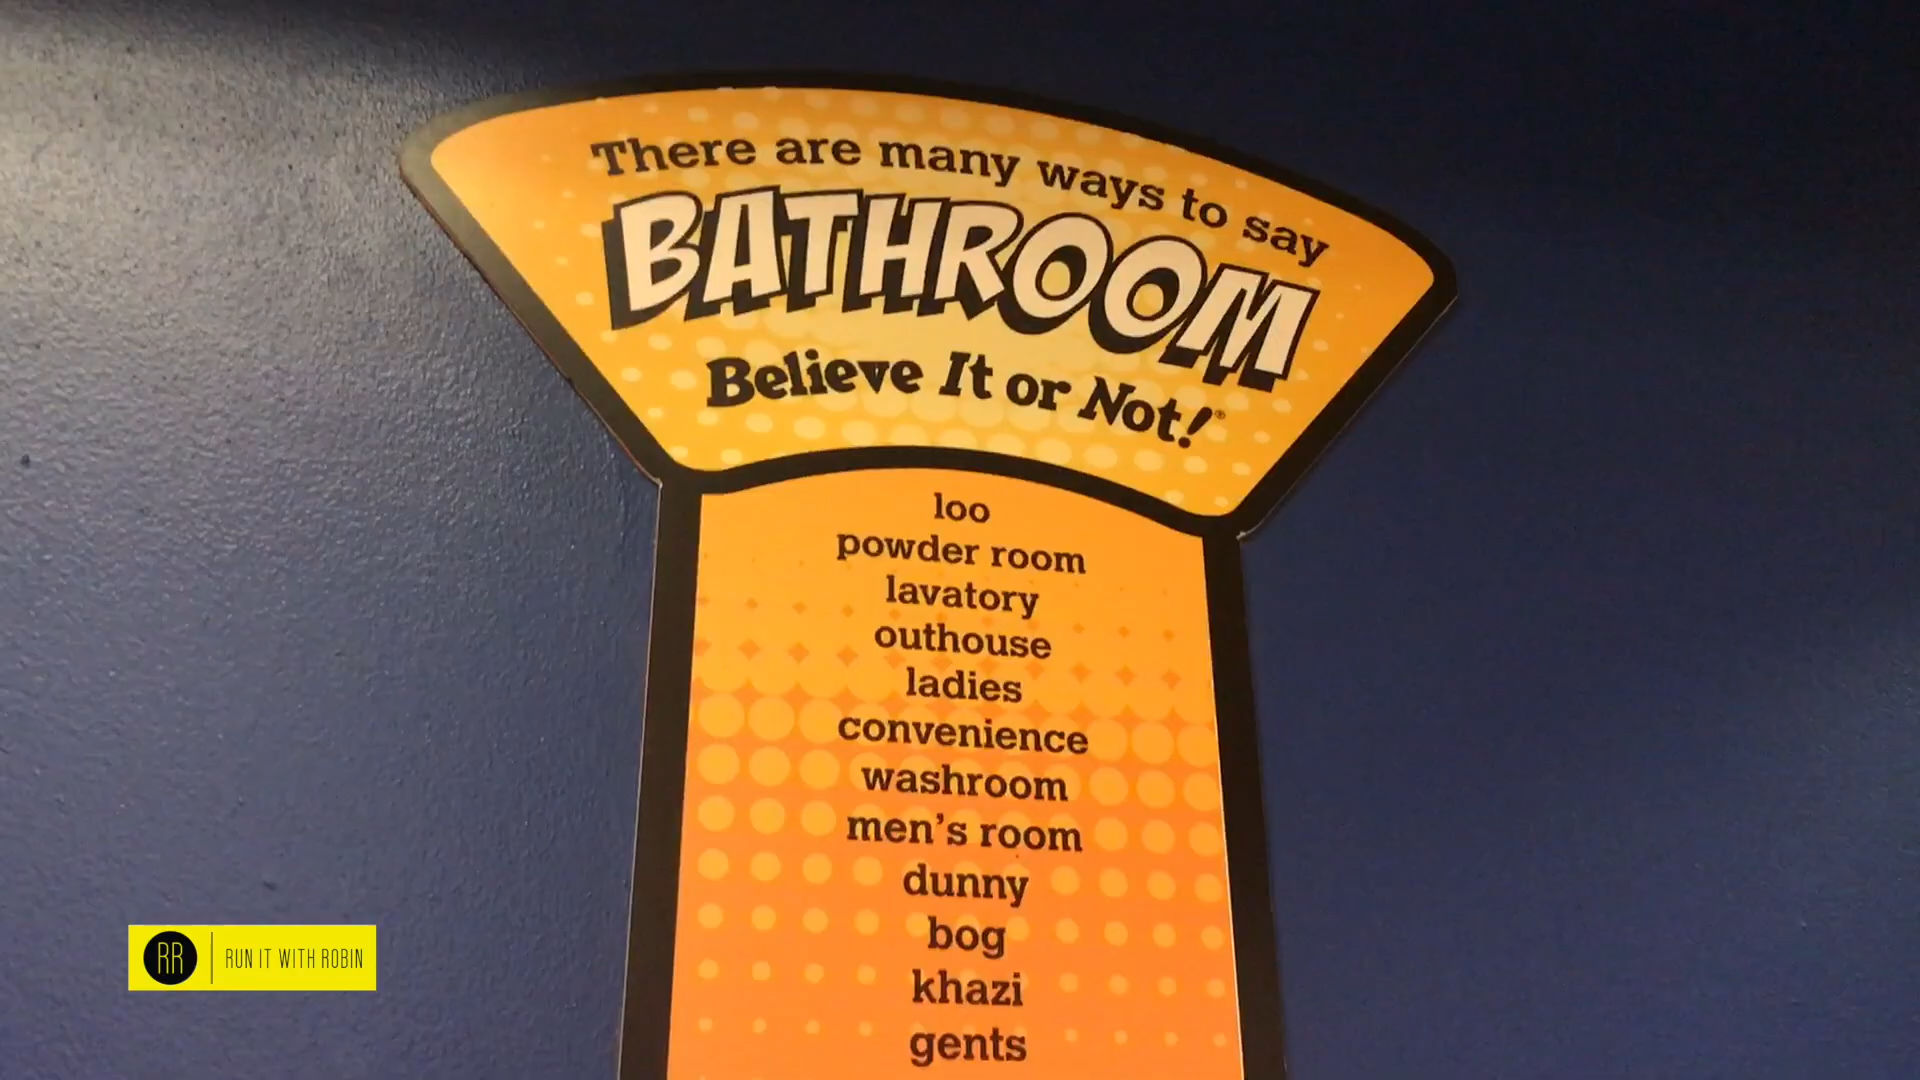 There are many ways to say
BATHROOM
Believe It or Not!®
loo
powder room
lavatory
outhouse
ladies
convenience
washroom
men's room
dunny
bog
khazi
gents
RR RUN IT WITH ROBIN